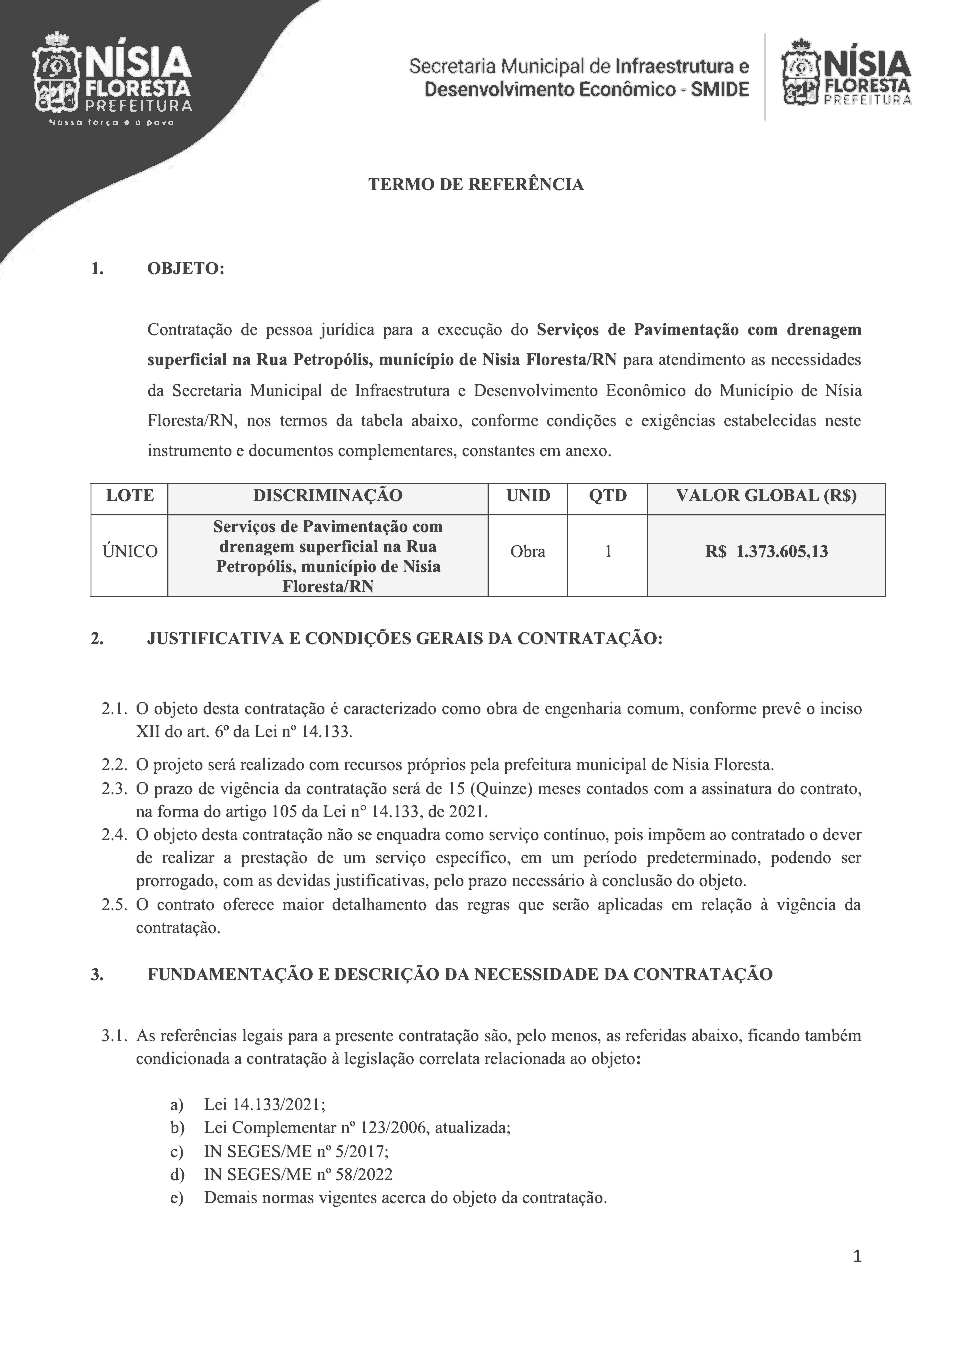 NÍSIA
FLORESTA
PREFEITURA
Nossa força é o povo
Secretaria Municipal de Infraestrutura e
Desenvolvimento Econômico - SMIDE
NÍSIA
FLORESTA
PREFEITURA
TERMO DE REFERÊNCIA
1. OBJETO:
Contratação de pessoa jurídica para a execução do Serviços de Pavimentação com drenagem
superficial na Rua Petropólis, município de Nisia Floresta/RN para atendimento as necessidades
da Secretaria Municipal de Infraestrutura e Desenvolvimento Econômico do Município de Nísia
Floresta/RN, nos termos da tabela abaixo, conforme condições e exigências estabelecidas neste
instrumento e documentos complementares, constantes em anexo.
LOTE DISCRIMINAÇÃO UNID QTD VALOR GLOBAL (R$)
ÚNICO Serviços de Pavimentação com
drenagem superficial na Rua
Petropólis, município de Nisia
Floresta/RN
Obra 1 R$ 1.373.605,13
2. JUSTIFICATIVA E CONDIÇÕES GERAIS DA CONTRATAÇÃO:
2.1. O objeto desta contratação é caracterizado como obra de engenharia comum, conforme prevê o inciso
XII do art. 6º da Lei nº 14.133.
2.2. O projeto será realizado com recursos próprios pela prefeitura municipal de Nisia Floresta.
2.3. O prazo de vigência da contratação será de 15 (Quinze) meses contados com a assinatura do contrato,
na forma do artigo 105 da Lei n° 14.133, de 2021.
2.4. O objeto desta contratação não se enquadra como serviço contínuo, pois impõem ao contratado o dever
de realizar a prestação de um serviço específico, em um período predeterminado, podendo ser
prorrogado, com as devidas justificativas, pelo prazo necessário à conclusão do objeto.
2.5. O contrato oferece maior detalhamento das regras que serão aplicadas em relação à vigência da
contratação.
3. FUNDAMENTAÇÃO E DESCRIÇÃO DA NECESSIDADE DA CONTRATAÇÃO
3.1. As referências legais para a presente contratação são, pelo menos, as referidas abaixo, ficando também
condicionada a contratação à legislação correlata relacionada ao objeto:
a) Lei 14.133/2021;
b) Lei Complementar nº 123/2006, atualizada;
c) IN SEGES/ME nº 5/2017;
d) IN SEGES/ME nº 58/2022
e) Demais normas vigentes acerca do objeto da contratação.
1